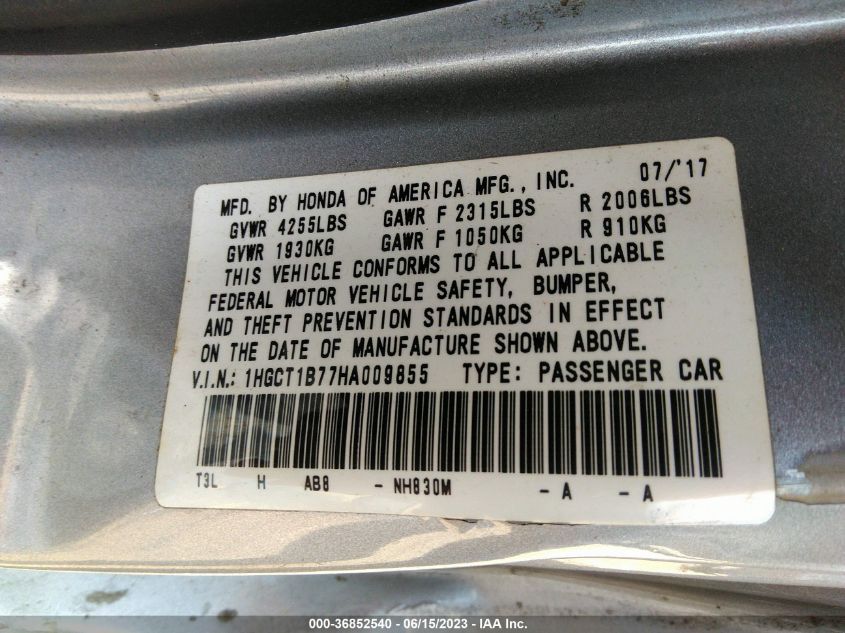 MFD. BY HONDA OF AMERICA MFG., INC. 07/'17
GVWR 4255LBS GAWR F 2315LBS R 2006LBS
GVWR 1930KG GAWR F 1050KG R 910KG
THIS VEHICLE CONFORMS TO ALL APPLICABLE
FEDERAL MOTOR VEHICLE SAFETY, BUMPER,
AND THEFT PREVENTION STANDARDS IN EFFECT
ON THE DATE OF MANUFACTURE SHOWN ABOVE.
V.I.N.: 1HGCT1B77HA009855 TYPE: PASSENGER CAR
T3L H AB8 - NH830M - A - A
000-36852540 - 06/15/2023 - IAA Inc.